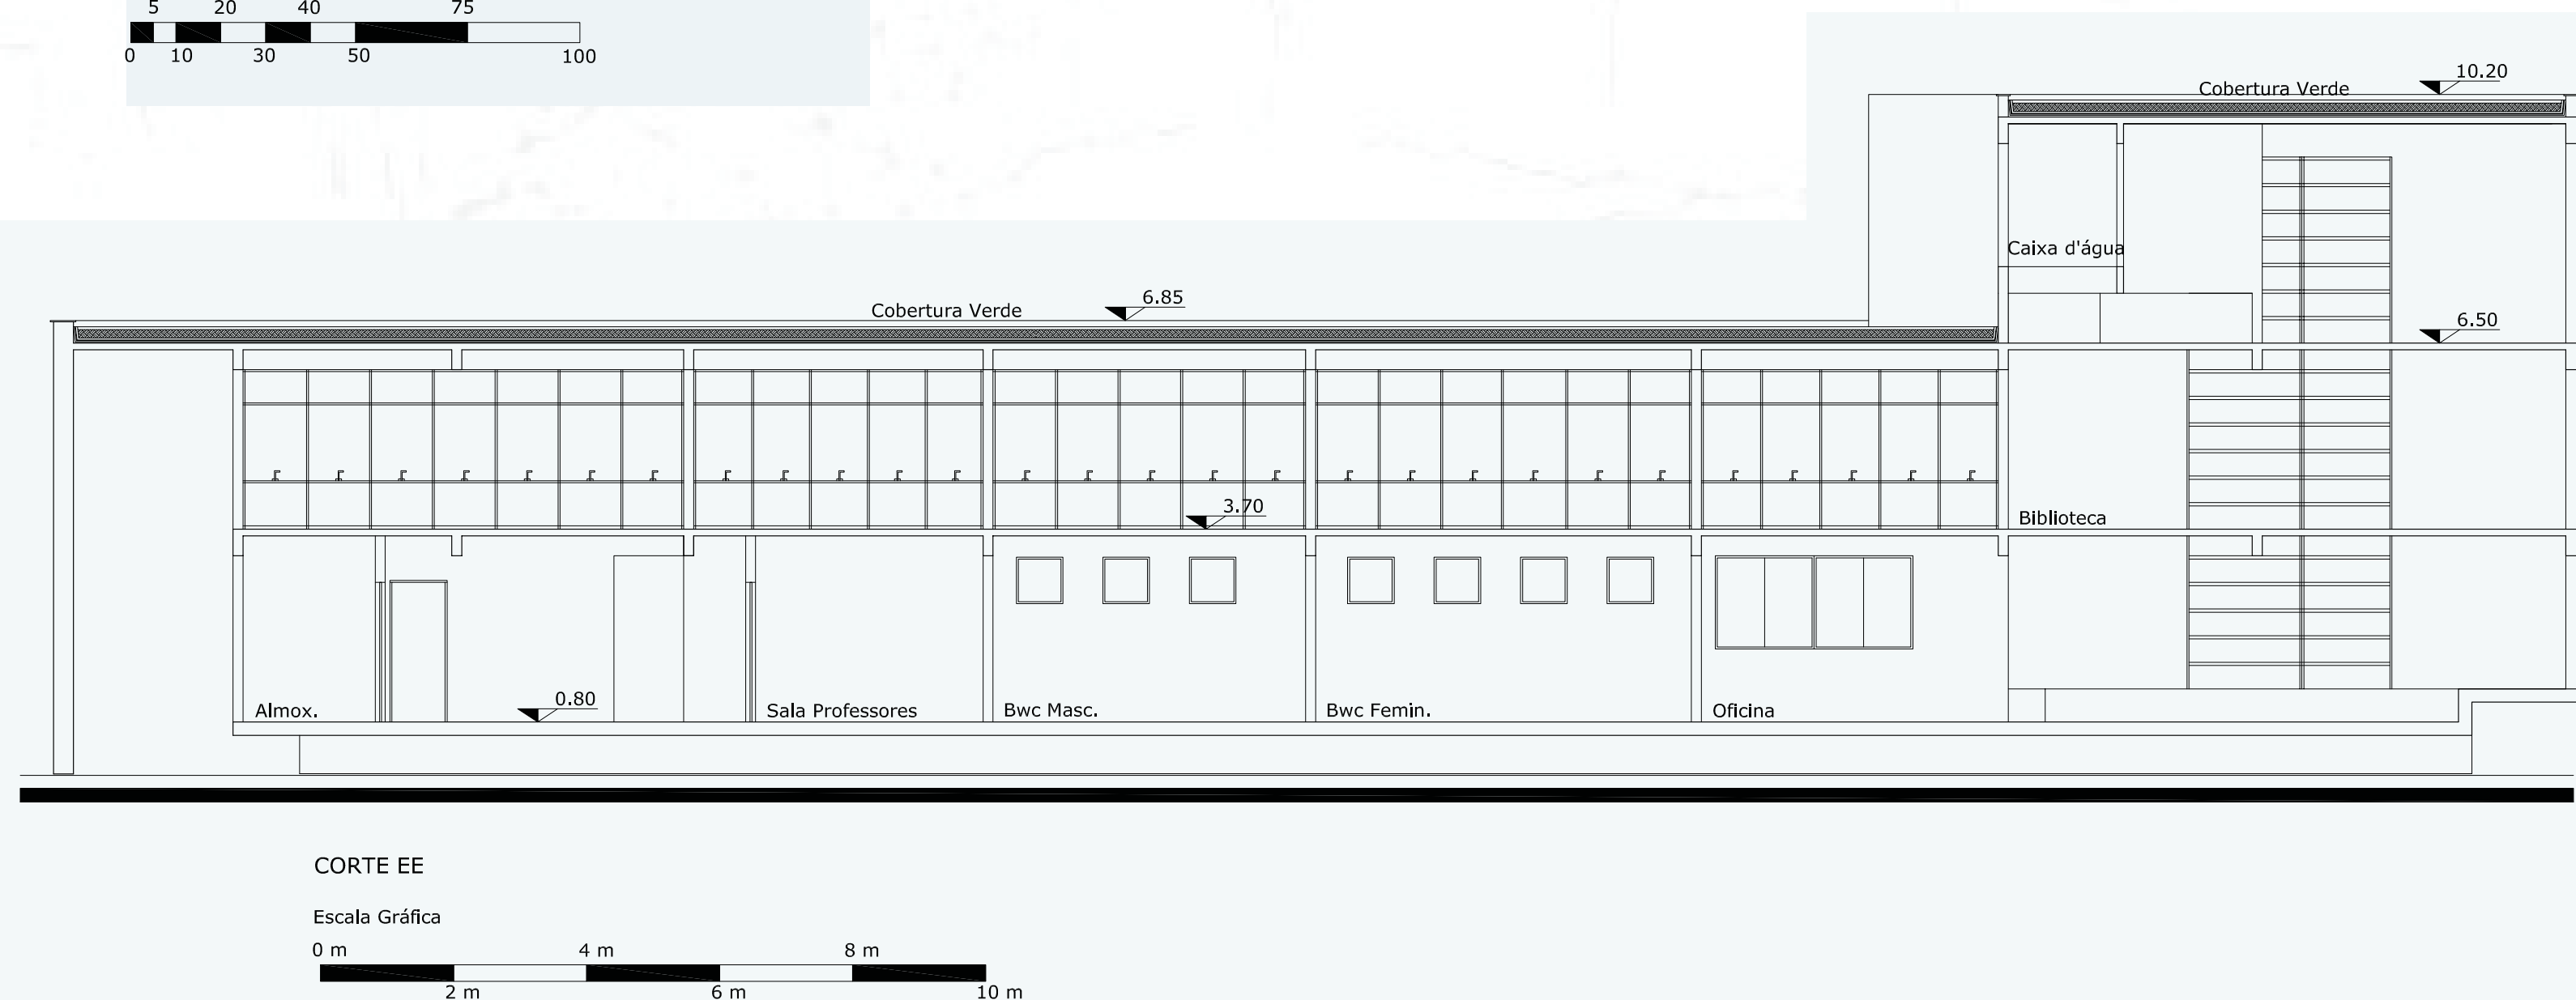 5 20 40 75
0 10 30 50 100
10.20
Cobertura Verde
Caixa d'água
6.85
Cobertura Verde
6.50
3.70
Biblioteca
0.80
Almox.
Sala Professores
Bwc Masc.
Bwc Femin.
Oficina
CORTE EE
Escala Gráfica
0 m 4 m 8 m
2 m 6 m 10 m